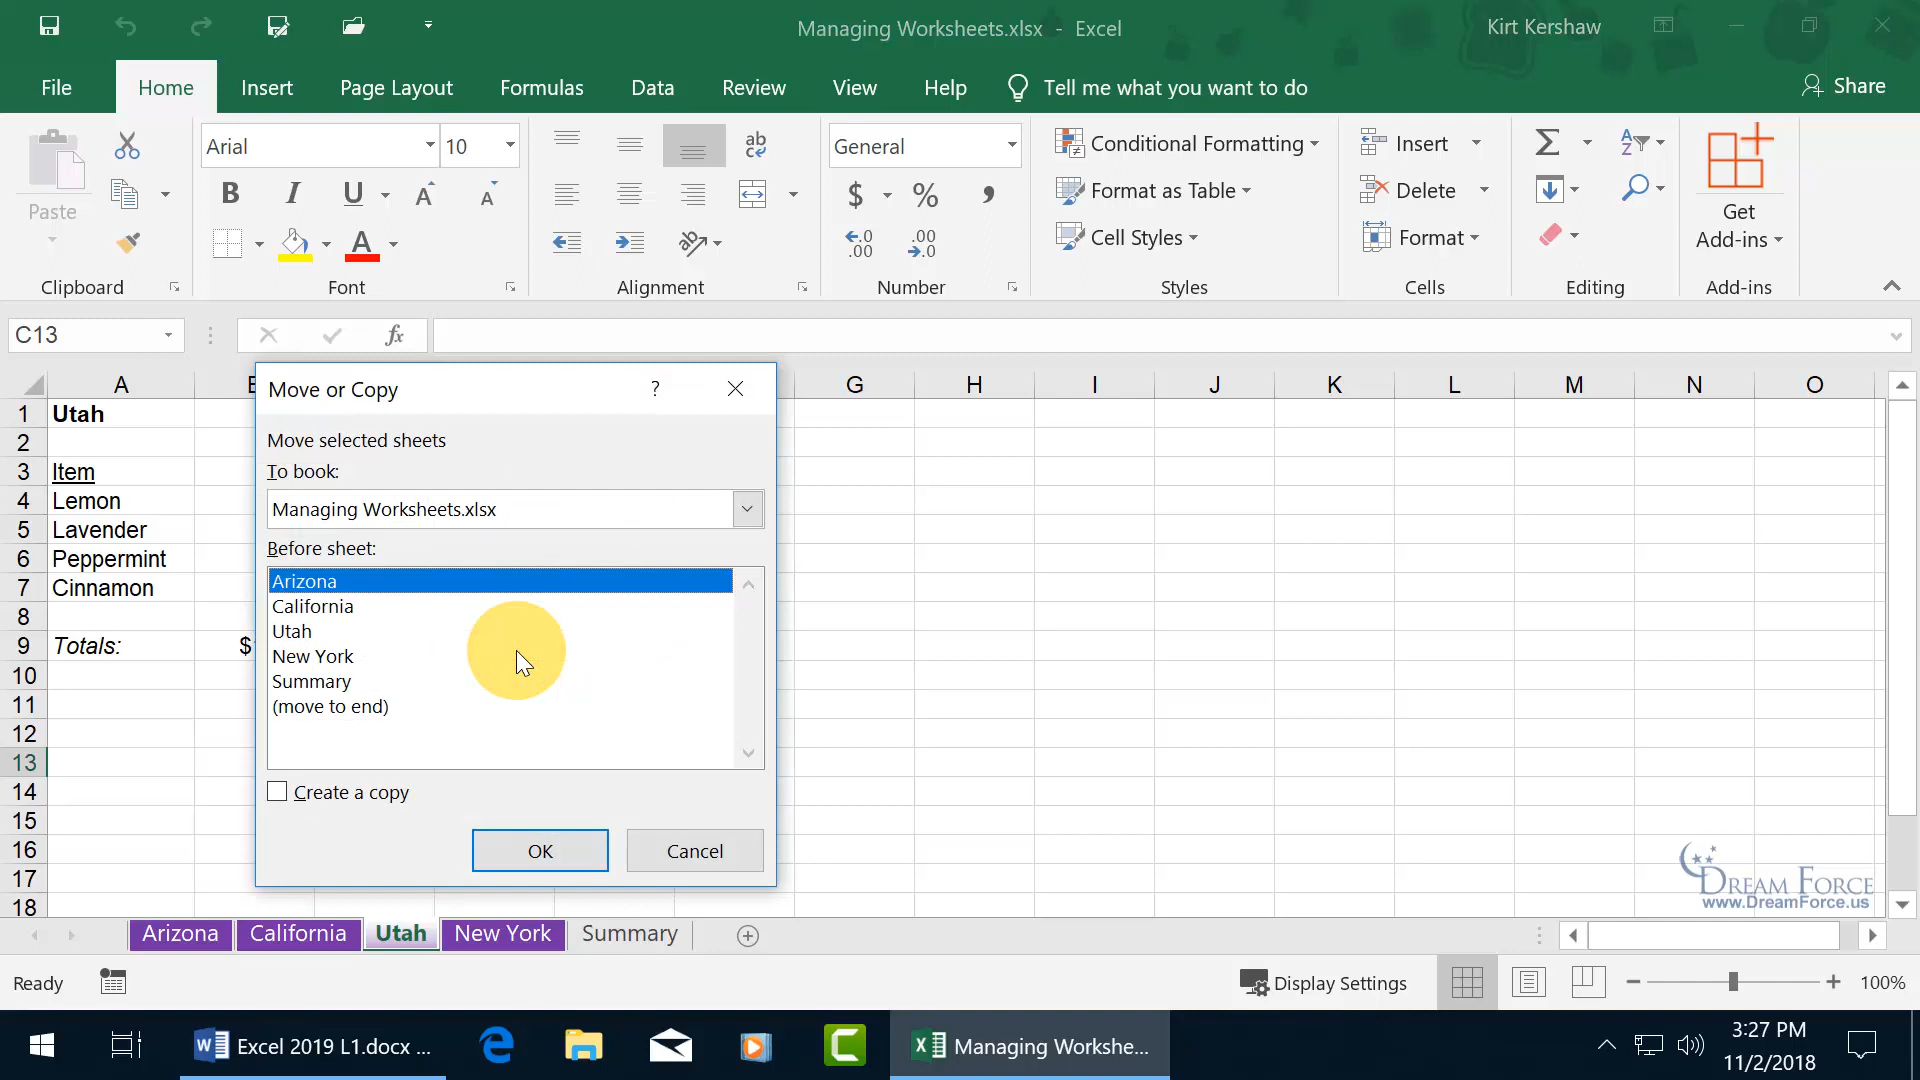 Managing Worksheets.xlsx - Excel
Kirt Kershaw
File Home Insert Page Layout Formulas Data Review View Help Tell me what you want to do Share
Paste
Clipboard
Arial 10
B I U A A
A
Font
ab
Alignment
General
$ % ,
.0 .00
.00 .0
Number
Conditional Formatting
Format as Table
Cell Styles
Styles
Insert
Delete
Format
Cells
Σ
A
Z
Editing
Get
Add-ins
Add-ins
C13 fx
A G H I J K L M N O
1 Utah
2
3 Item
4 Lemon
5 Lavender
6 Peppermint
7 Cinnamon
8
9 Totals: $
10
11
12
13
14
15
16
17
18
Move or Copy ?
Move selected sheets
To book:
Managing Worksheets.xlsx
Before sheet:
Arizona
California
Utah
New York
Summary
(move to end)
Create a copy
OK Cancel
Dream Force
www.DreamForce.us
Arizona California Utah New York Summary
Ready Display Settings 100%
Excel 2019 L1.docx ...
Managing Workshe...
3:27 PM
11/2/2018